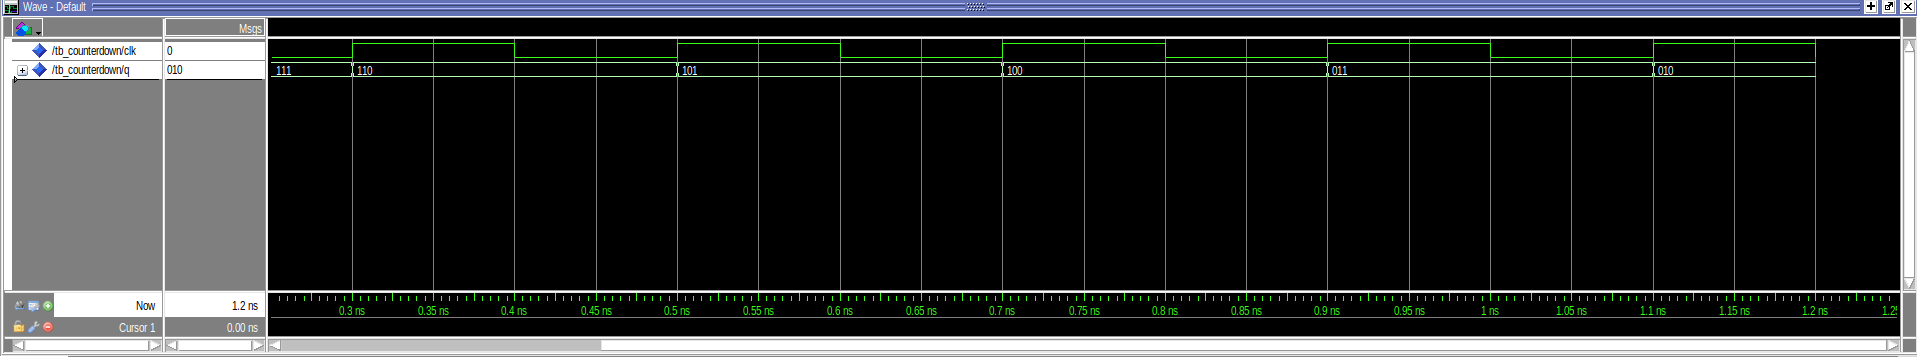 Wave - Default
Msgs
/tb_counterdown/clk 0
/tb_counterdown/q 010 111 110 101 100 011 010
Now 1.2 ns 0.3 ns 0.35 ns 0.4 ns 0.45 ns 0.5 ns 0.55 ns 0.6 ns 0.65 ns 0.7 ns 0.75 ns 0.8 ns 0.85 ns 0.9 ns 0.95 ns 1 ns 1.05 ns 1.1 ns 1.15 ns 1.2 ns 1.2
Cursor 1 0.00 ns